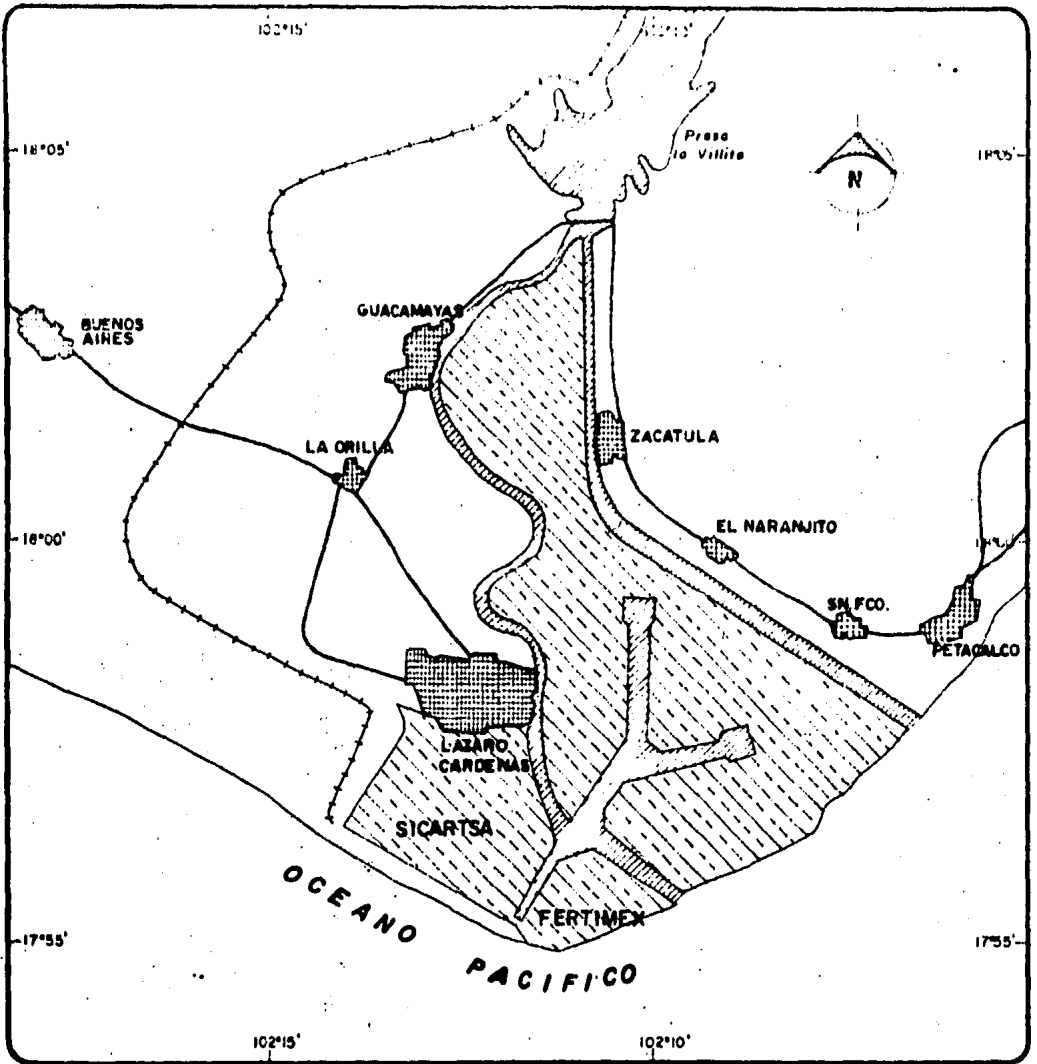 102°15'
18°05'
Presa
la Villita
18°05'
N
BUENOS
AIRES
GUACAMAYAS
LA ORILLA
ZACATULA
18°00'
EL NARANJITO
SN. FCO.
PETACALCO
LAZARO
CARDENAS
SICARTSA
FERTIMEX
OCEANO
PACIFICO
17°55'
17°55'
102°15'
102°10'